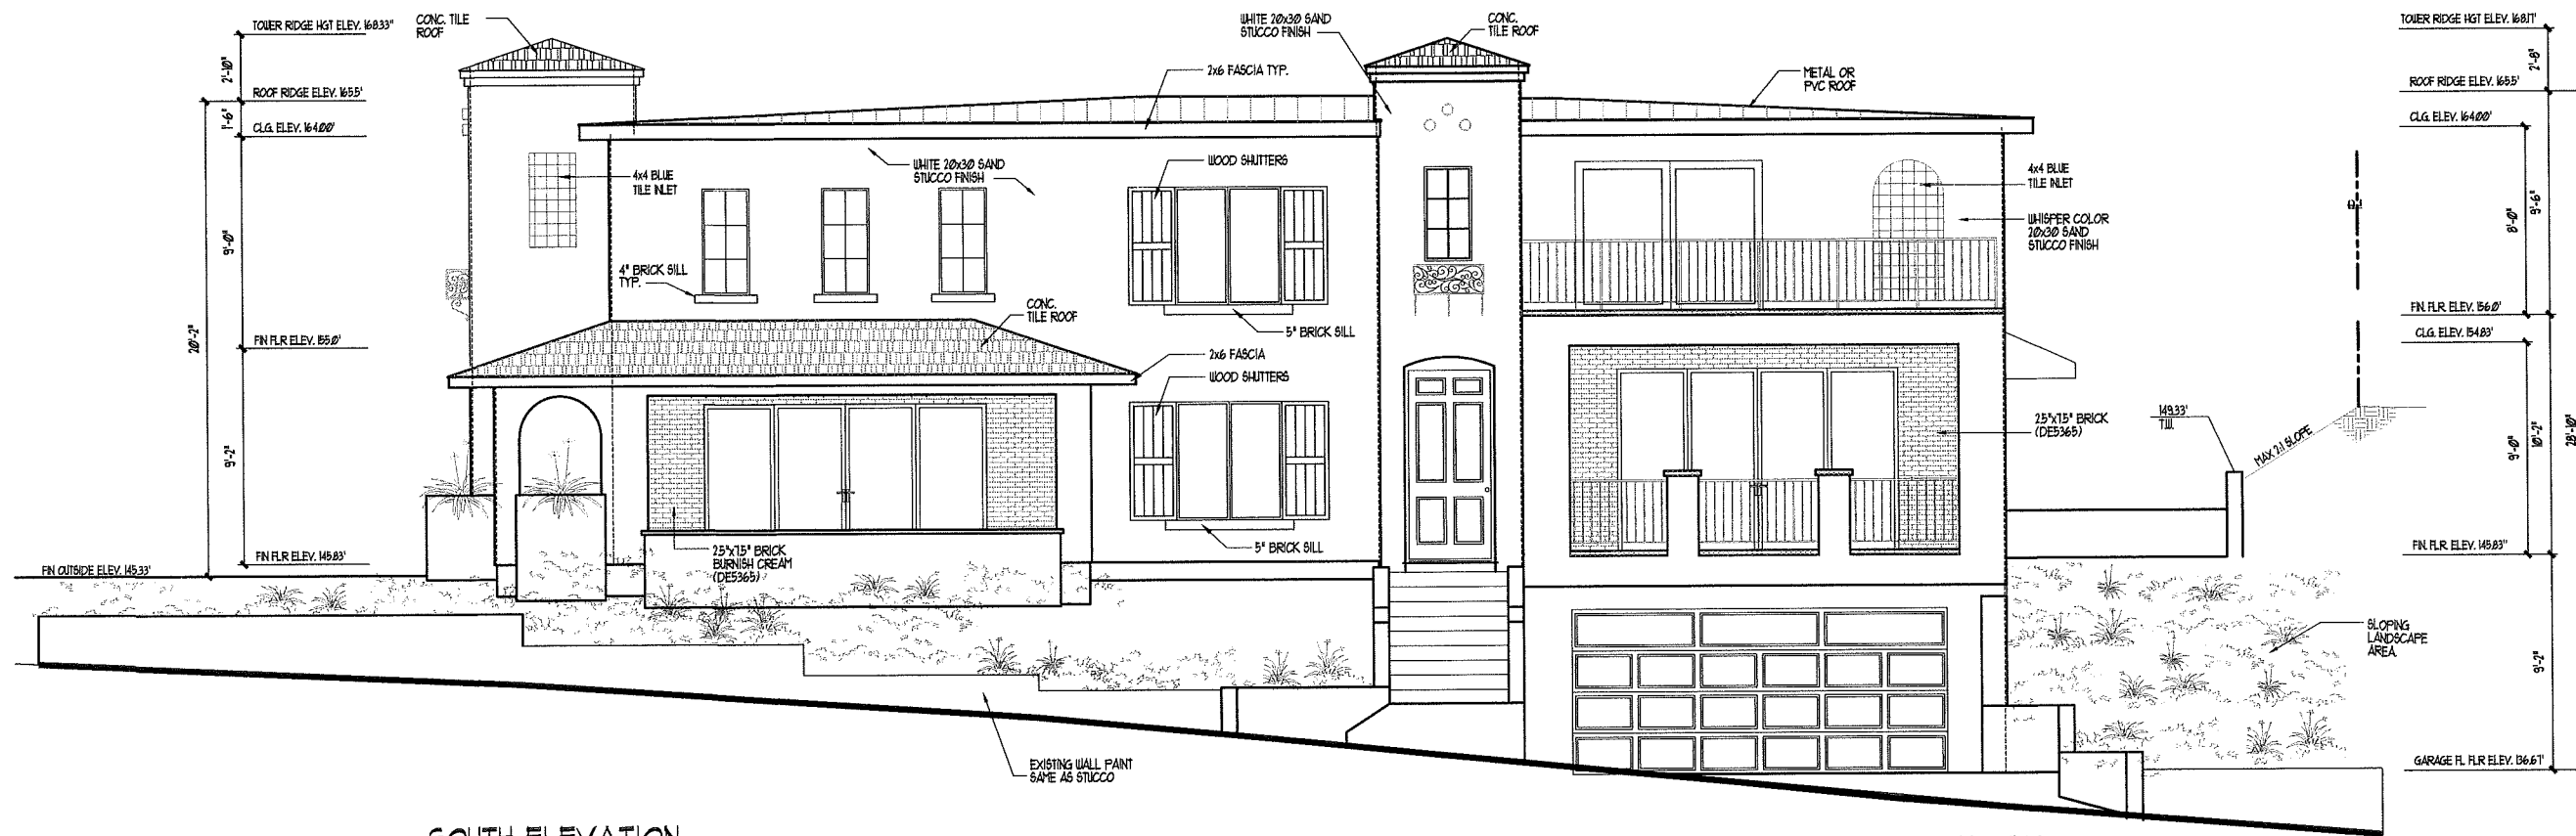 TOWER RIDGE HGT ELEV. 168.33"
2'-10"
ROOF RIDGE ELEV. 165.5'
1'-6"
CLG. ELEV. 164.00'
9'-0"
20'-2"
FIN FLR ELEV. 155.0'
9'-2"
FIN FLR ELEV. 145.83'
FIN OUTSIDE ELEV. 145.33'
CONC. TILE
ROOF
WHITE 20x30 SAND
STUCCO FINISH
CONC.
TILE ROOF
2x6 FASCIA TYP.
METAL OR
PVC ROOF
4x4 BLUE
TILE INLET
WHITE 20x30 SAND
STUCCO FINISH
WOOD SHUTTERS
4x4 BLUE
TILE INLET
WHISPER COLOR
20x30 SAND
STUCCO FINISH
4" BRICK SILL
TYP.
CONC.
TILE ROOF
5" BRICK SILL
2x6 FASCIA
WOOD SHUTTERS
2.5"x7.5" BRICK
(DE5365)
149.33'
T.W.
MAX 2:1 SLOPE
2.5"x7.5" BRICK
BURNISH CREAM
(DE5365)
5" BRICK SILL
SLOPING
LANDSCAPE
AREA
EXISTING WALL PAINT
SAME AS STUCCO
TOWER RIDGE HGT ELEV. 168.17'
2'-8"
ROOF RIDGE ELEV. 165.5'
CLG. ELEV. 164.00'
8'-0"
9'-6"
FIN FLR ELEV. 156.0'
CLG. ELEV. 154.83'
9'-0"
10'-2"
28'-10"
FIN. FLR ELEV. 145.83"
9'-2"
GARAGE FL FLR ELEV. 136.67'
SOUTH ELEVATION